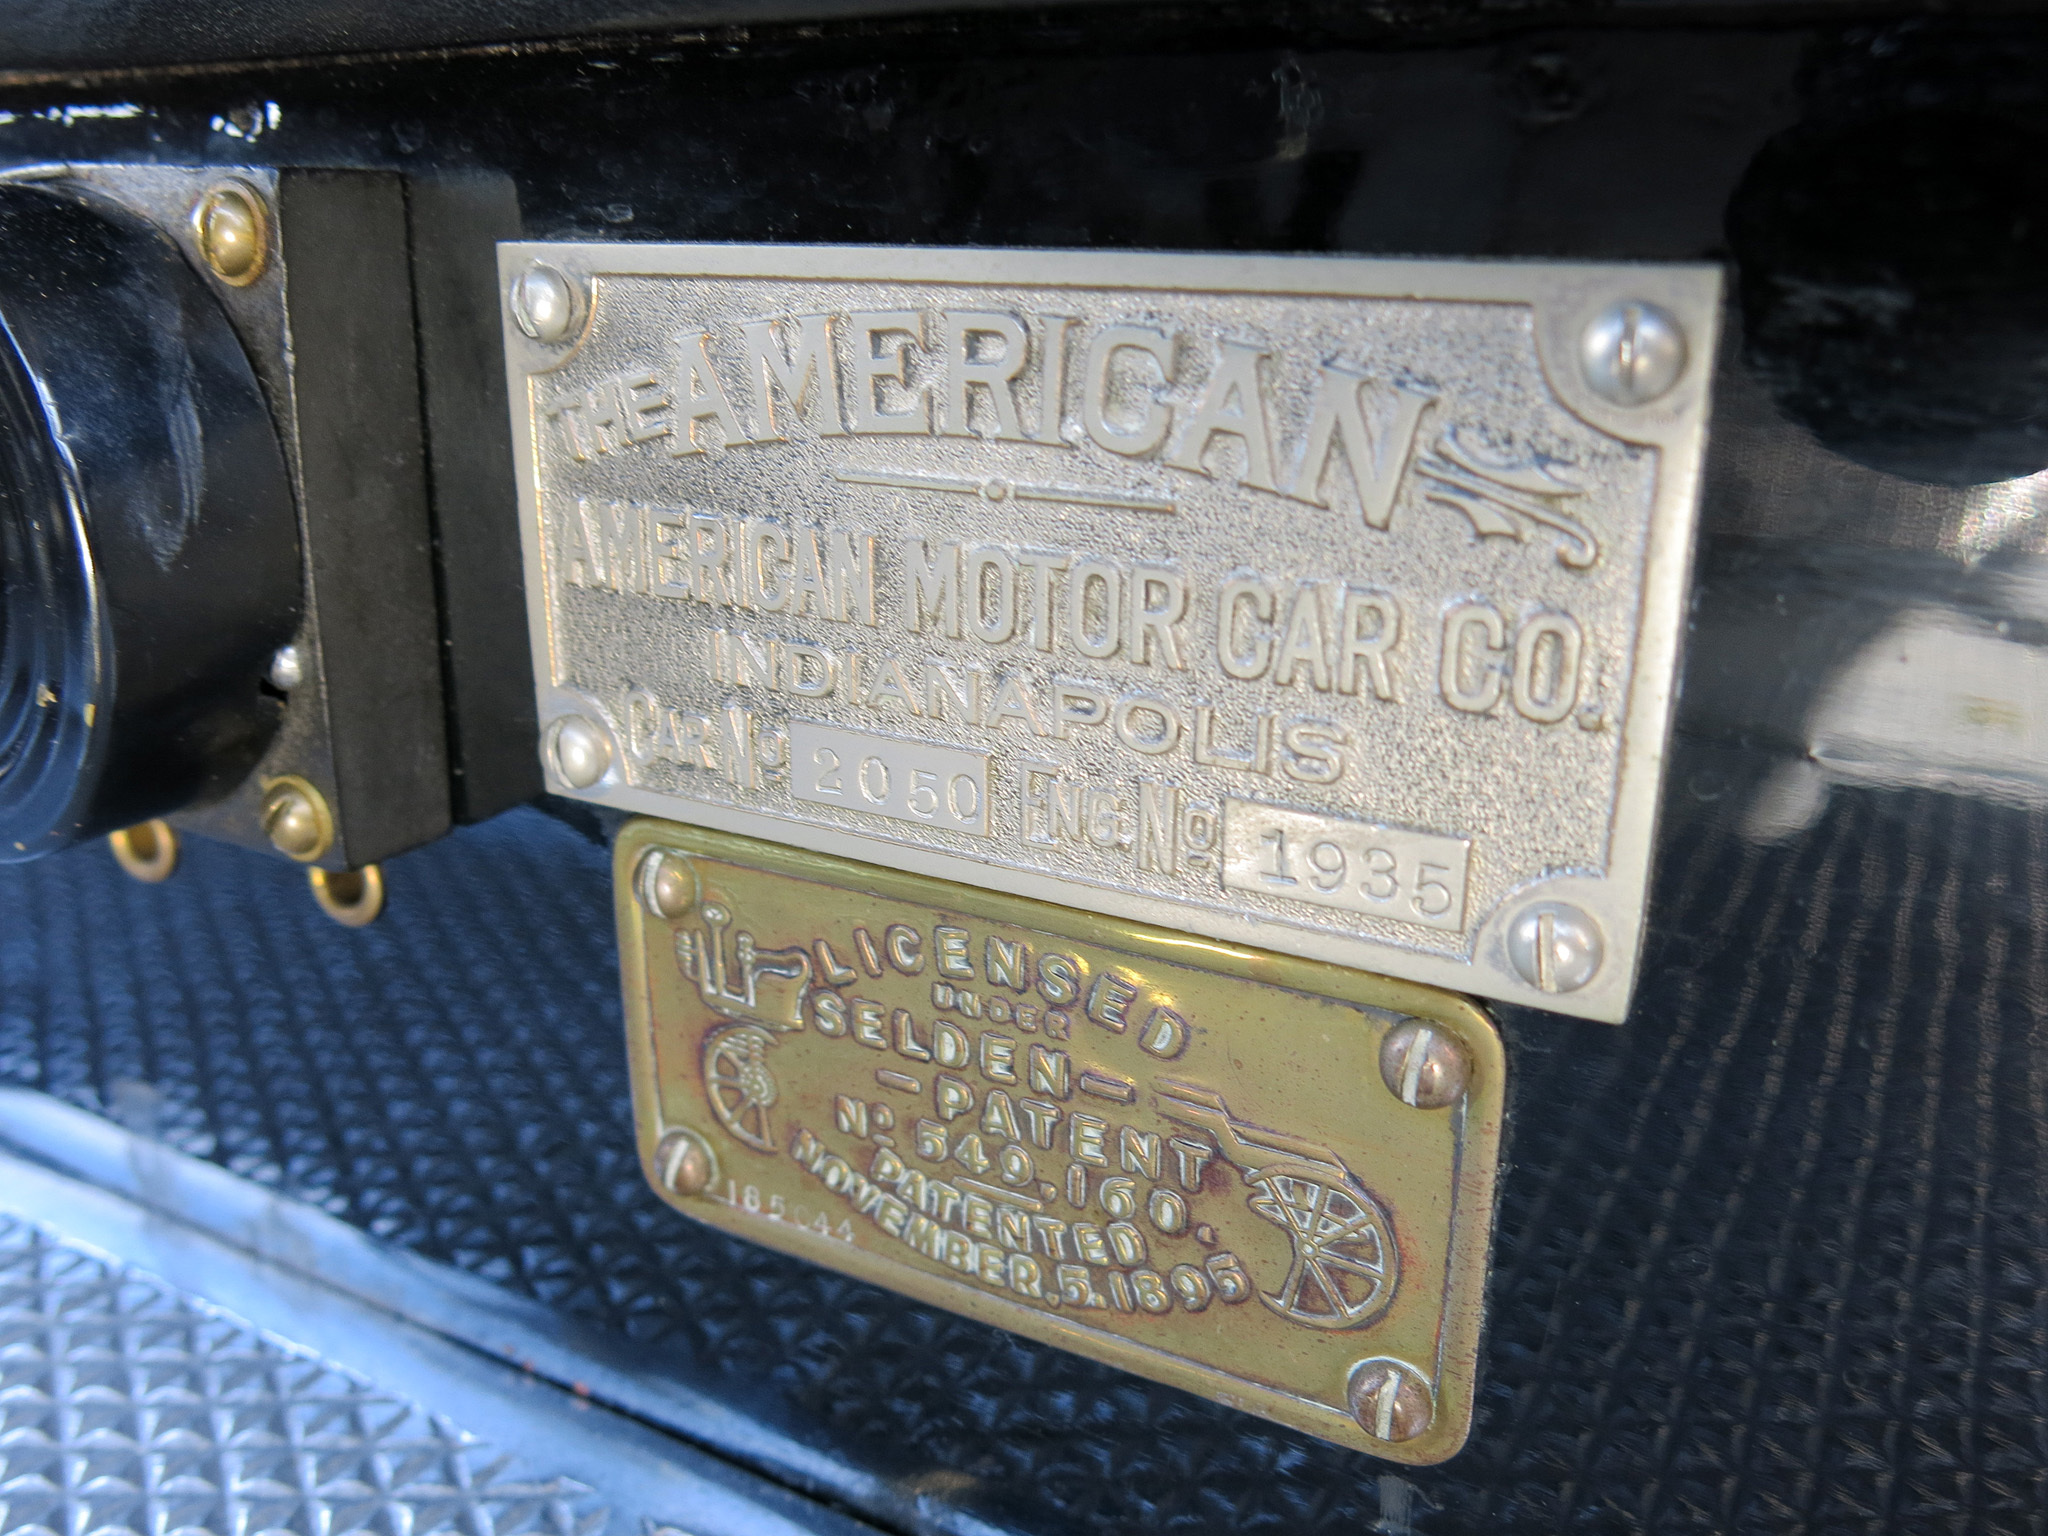 THE AMERICAN
AMERICAN MOTOR CAR CO.
INDIANAPOLIS
CAR No 2050 ENG. No 1935
LICENSED
UNDER
SELDEN
- PATENT -
No 549,160.
PATENTED
NOVEMBER.5.1895